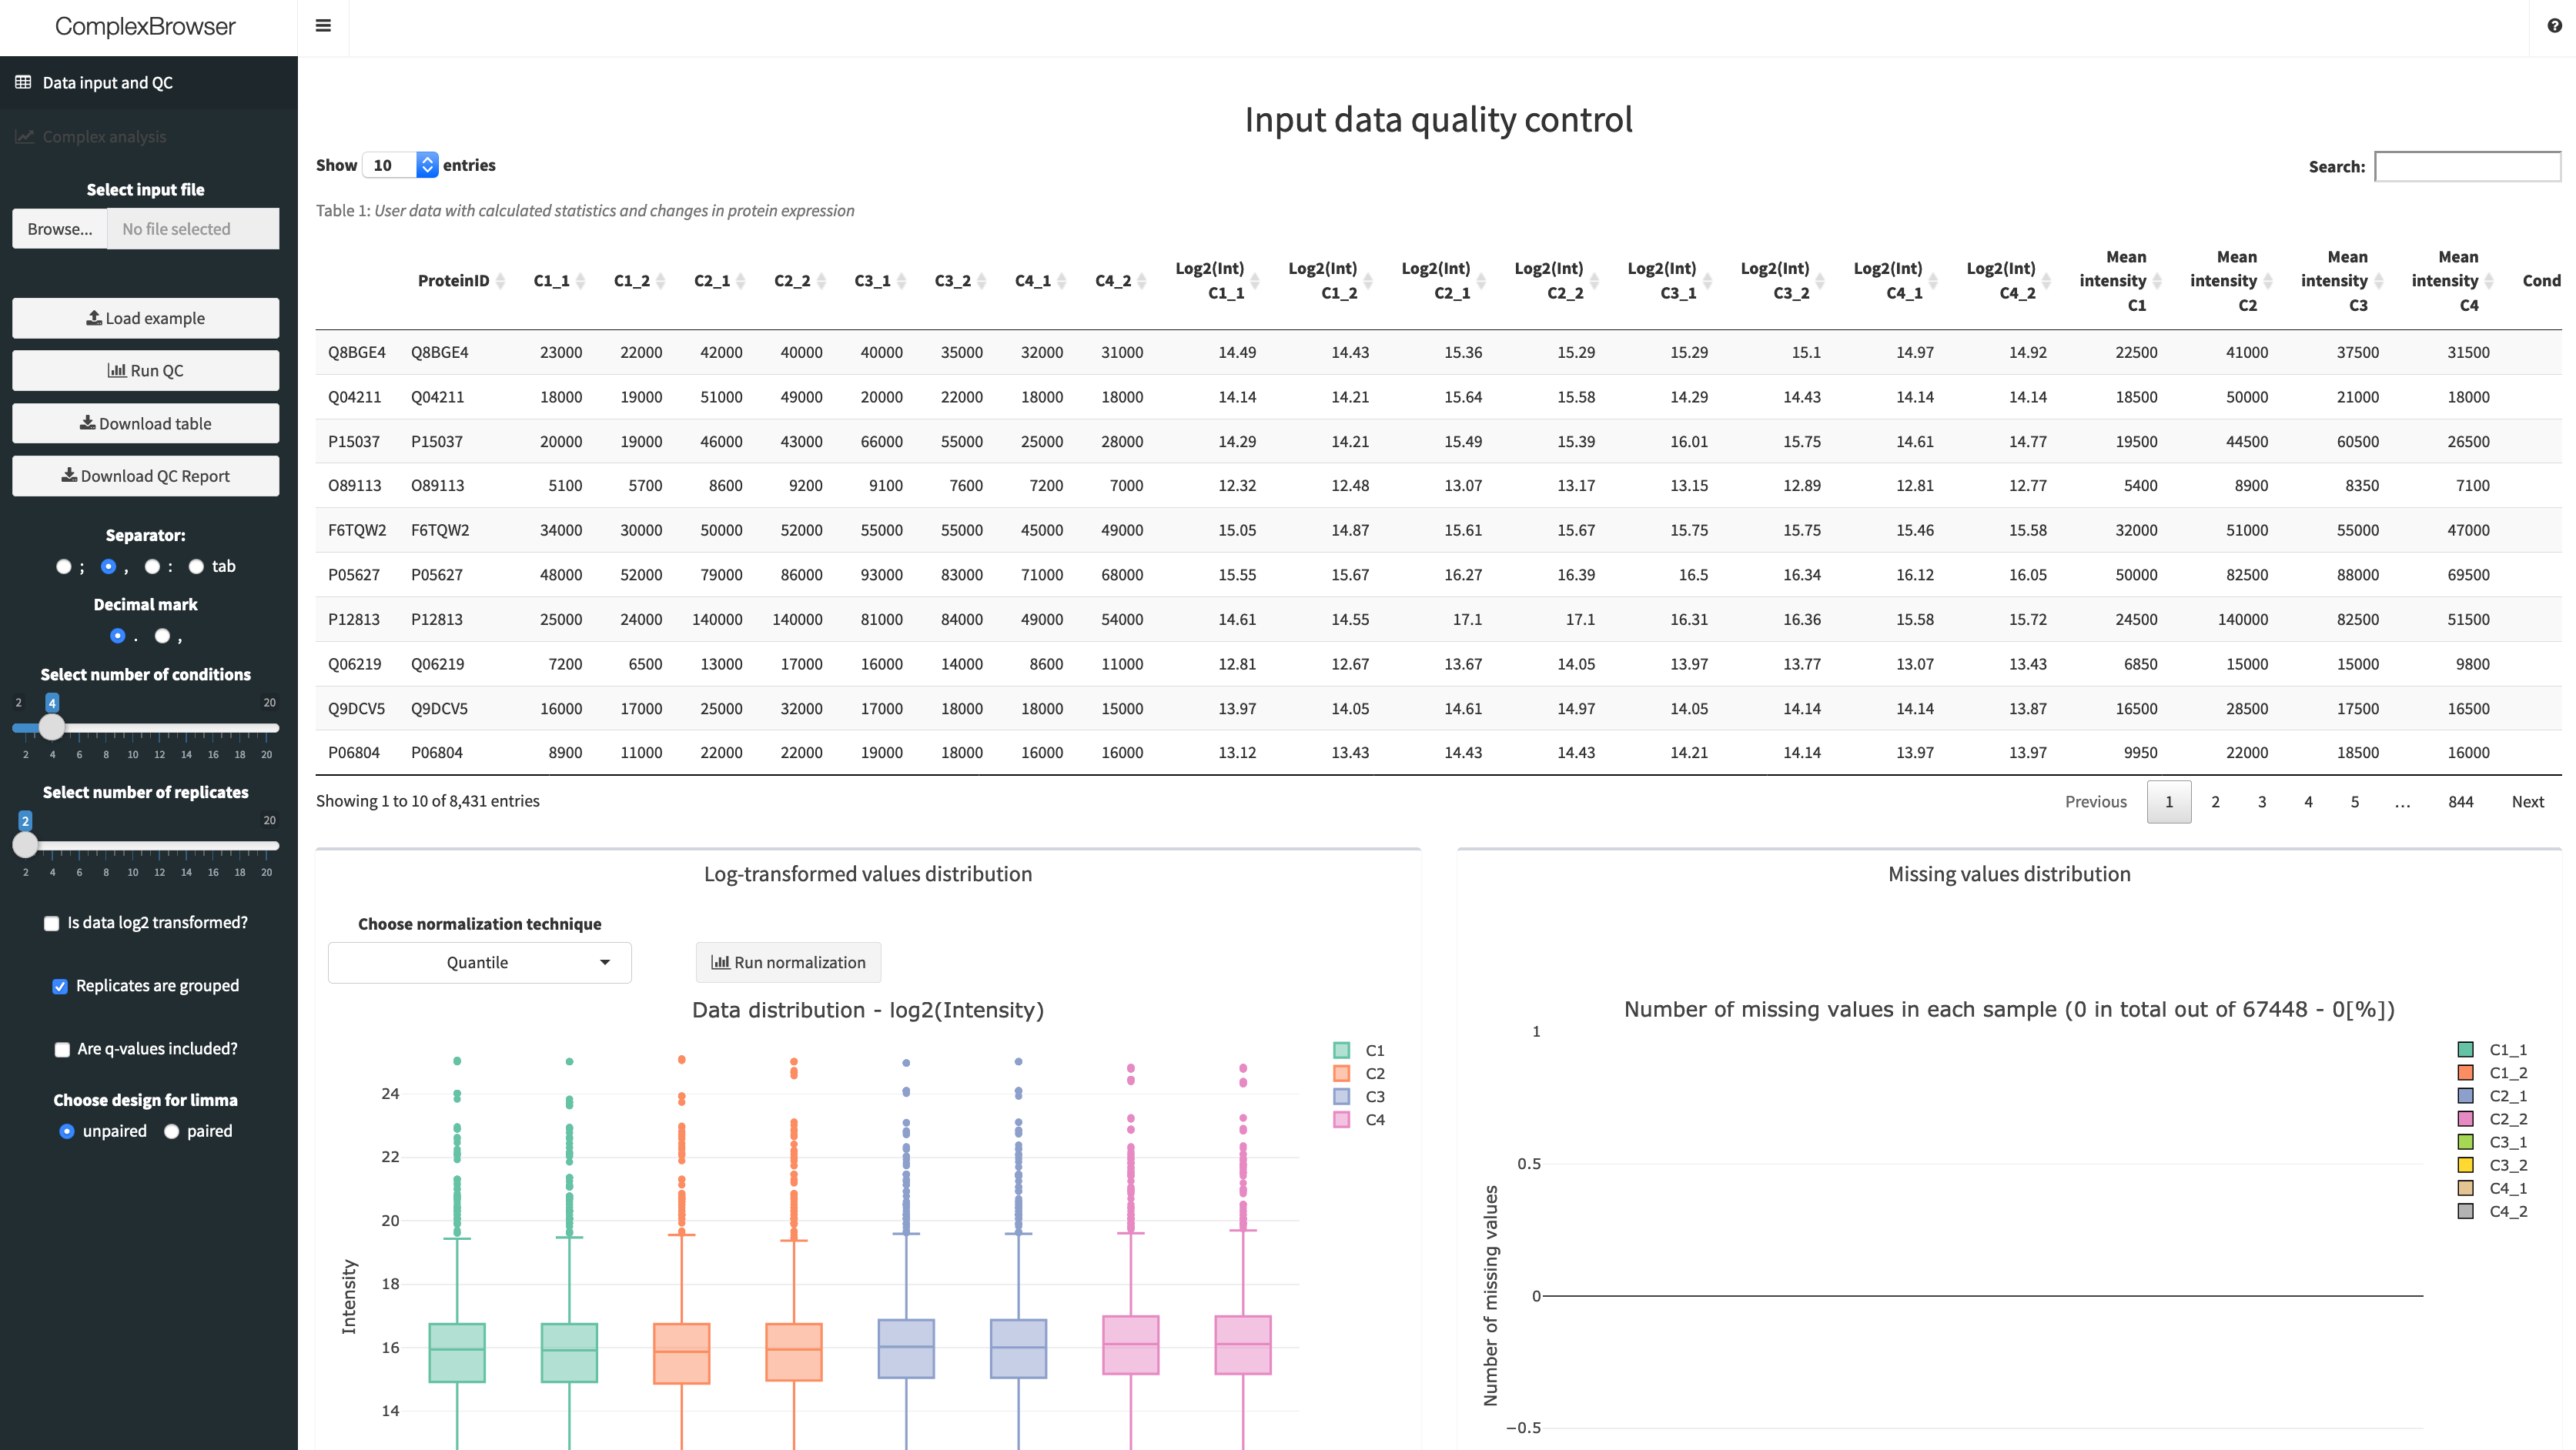 ComplexBrowser
Data input and QC
Complex analysis
Select input file
Browse... No file selected
Load example
Run QC
Download table
Download QC Report
Separator:
; , : tab
Decimal mark
. ,
Select number of conditions
2 4 20
2 4 6 8 10 12 14 16 18 20
Select number of replicates
2 20
2 4 6 8 10 12 14 16 18 20
Is data log2 transformed?
Replicates are grouped
Are q-values included?
Choose design for limma
unpaired paired
Input data quality control
Show 10 entries
Search:
Table 1: User data with calculated statistics and changes in protein expression
ProteinID C1_1 C1_2 C2_1 C2_2 C3_1 C3_2 C4_1 C4_2 Log2(Int) C1_1 Log2(Int) C1_2 Log2(Int) C2_1 Log2(Int) C2_2 Log2(Int) C3_1 Log2(Int) C3_2 Log2(Int) C4_1 Log2(Int) C4_2 Mean intensity C1 Mean intensity C2 Mean intensity C3 Mean intensity C4 Cond
Q8BGE4 Q8BGE4 23000 22000 42000 40000 40000 35000 32000 31000 14.49 14.43 15.36 15.29 15.29 15.1 14.97 14.92 22500 41000 37500 31500
Q04211 Q04211 18000 19000 51000 49000 20000 22000 18000 18000 14.14 14.21 15.64 15.58 14.29 14.43 14.14 14.14 18500 50000 21000 18000
P15037 P15037 20000 19000 46000 43000 66000 55000 25000 28000 14.29 14.21 15.49 15.39 16.01 15.75 14.61 14.77 19500 44500 60500 26500
O89113 O89113 5100 5700 8600 9200 9100 7600 7200 7000 12.32 12.48 13.07 13.17 13.15 12.89 12.81 12.77 5400 8900 8350 7100
F6TQW2 F6TQW2 34000 30000 50000 52000 55000 55000 45000 49000 15.05 14.87 15.61 15.67 15.75 15.75 15.46 15.58 32000 51000 55000 47000
P05627 P05627 48000 52000 79000 86000 93000 83000 71000 68000 15.55 15.67 16.27 16.39 16.5 16.34 16.12 16.05 50000 82500 88000 69500
P12813 P12813 25000 24000 140000 140000 81000 84000 49000 54000 14.61 14.55 17.1 17.1 16.31 16.36 15.58 15.72 24500 140000 82500 51500
Q06219 Q06219 7200 6500 13000 17000 16000 14000 8600 11000 12.81 12.67 13.67 14.05 13.97 13.77 13.07 13.43 6850 15000 15000 9800
Q9DCV5 Q9DCV5 16000 17000 25000 32000 17000 18000 18000 15000 13.97 14.05 14.61 14.97 14.05 14.14 14.14 13.87 16500 28500 17500 16500
P06804 P06804 8900 11000 22000 22000 19000 18000 16000 16000 13.12 13.43 14.43 14.43 14.21 14.14 13.97 13.97 9950 22000 18500 16000
Showing 1 to 10 of 8,431 entries
Previous 1 2 3 4 5 … 844 Next
Log-transformed values distribution
Choose normalization technique
Quantile
Run normalization
Data distribution - log2(Intensity)
Intensity
24
22
20
18
16
14
C1
C2
C3
C4
Missing values distribution
Number of missing values in each sample (0 in total out of 67448 - 0[%])
Number of missing values
1
0.5
0
−0.5
C1_1
C1_2
C2_1
C2_2
C3_1
C3_2
C4_1
C4_2